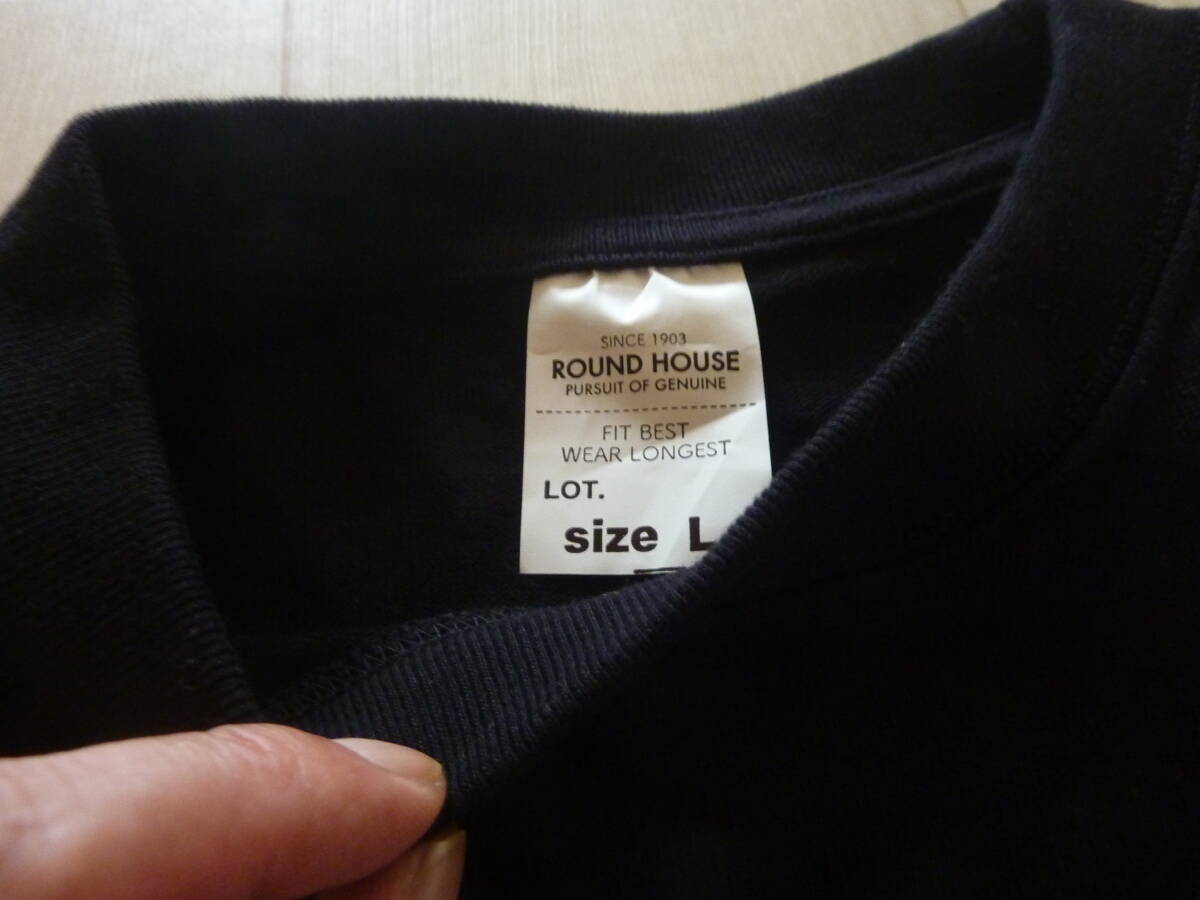 SINCE 1903
ROUND HOUSE
PURSUIT OF GENUINE
FIT BEST
WEAR LONGEST
LOT.
size L